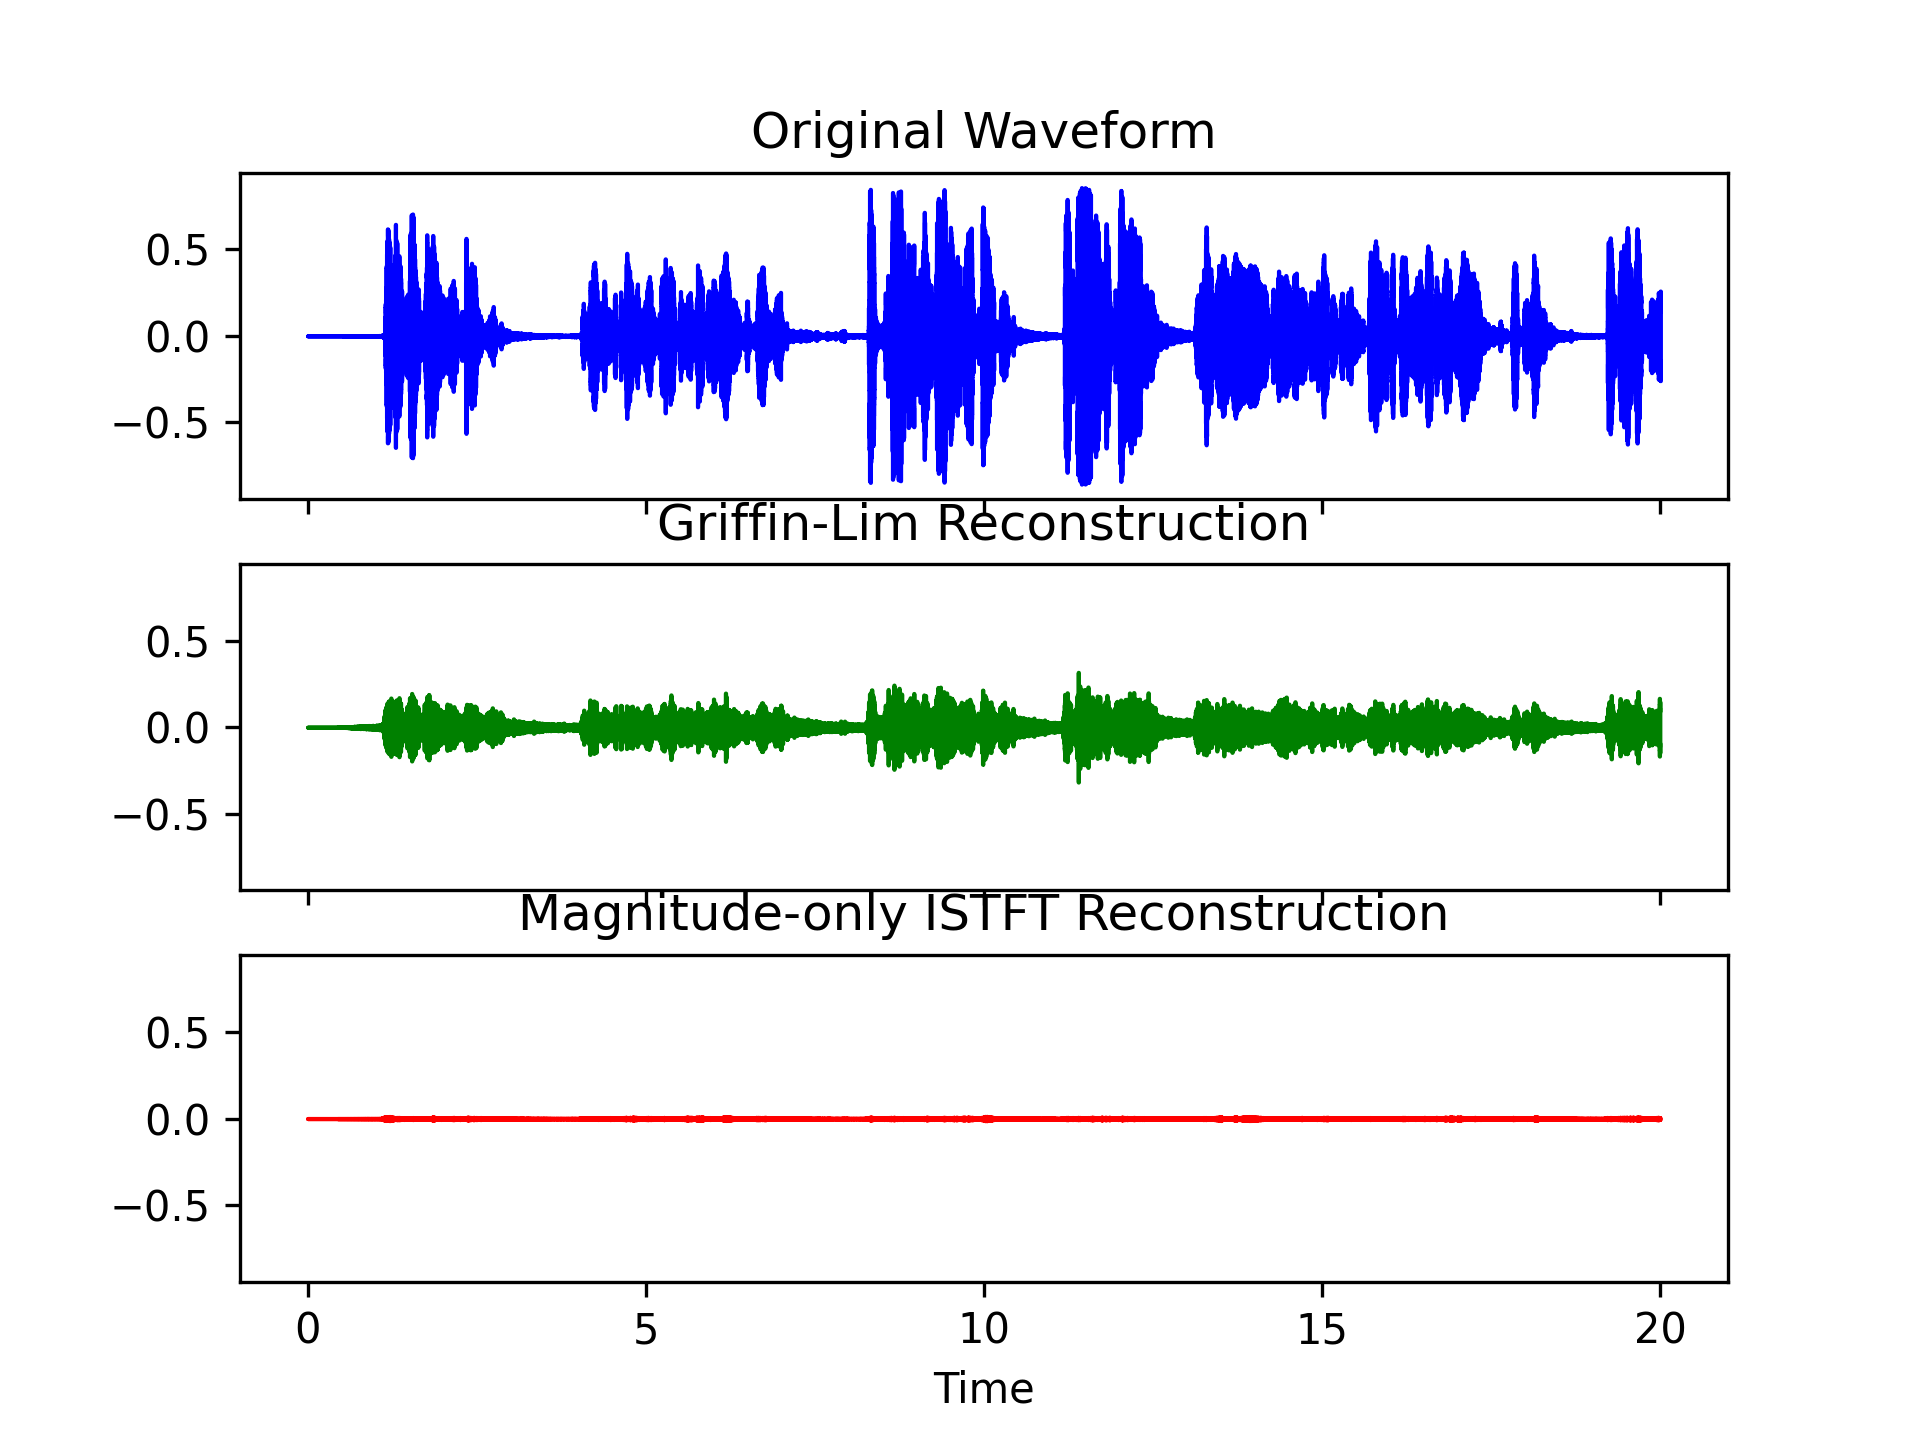 Original Waveform
0.5
0.0
−0.5
Griffin-Lim Reconstruction
0.5
0.0
−0.5
Magnitude-only ISTFT Reconstruction
0.5
0.0
−0.5
0 5 10 15 20
Time